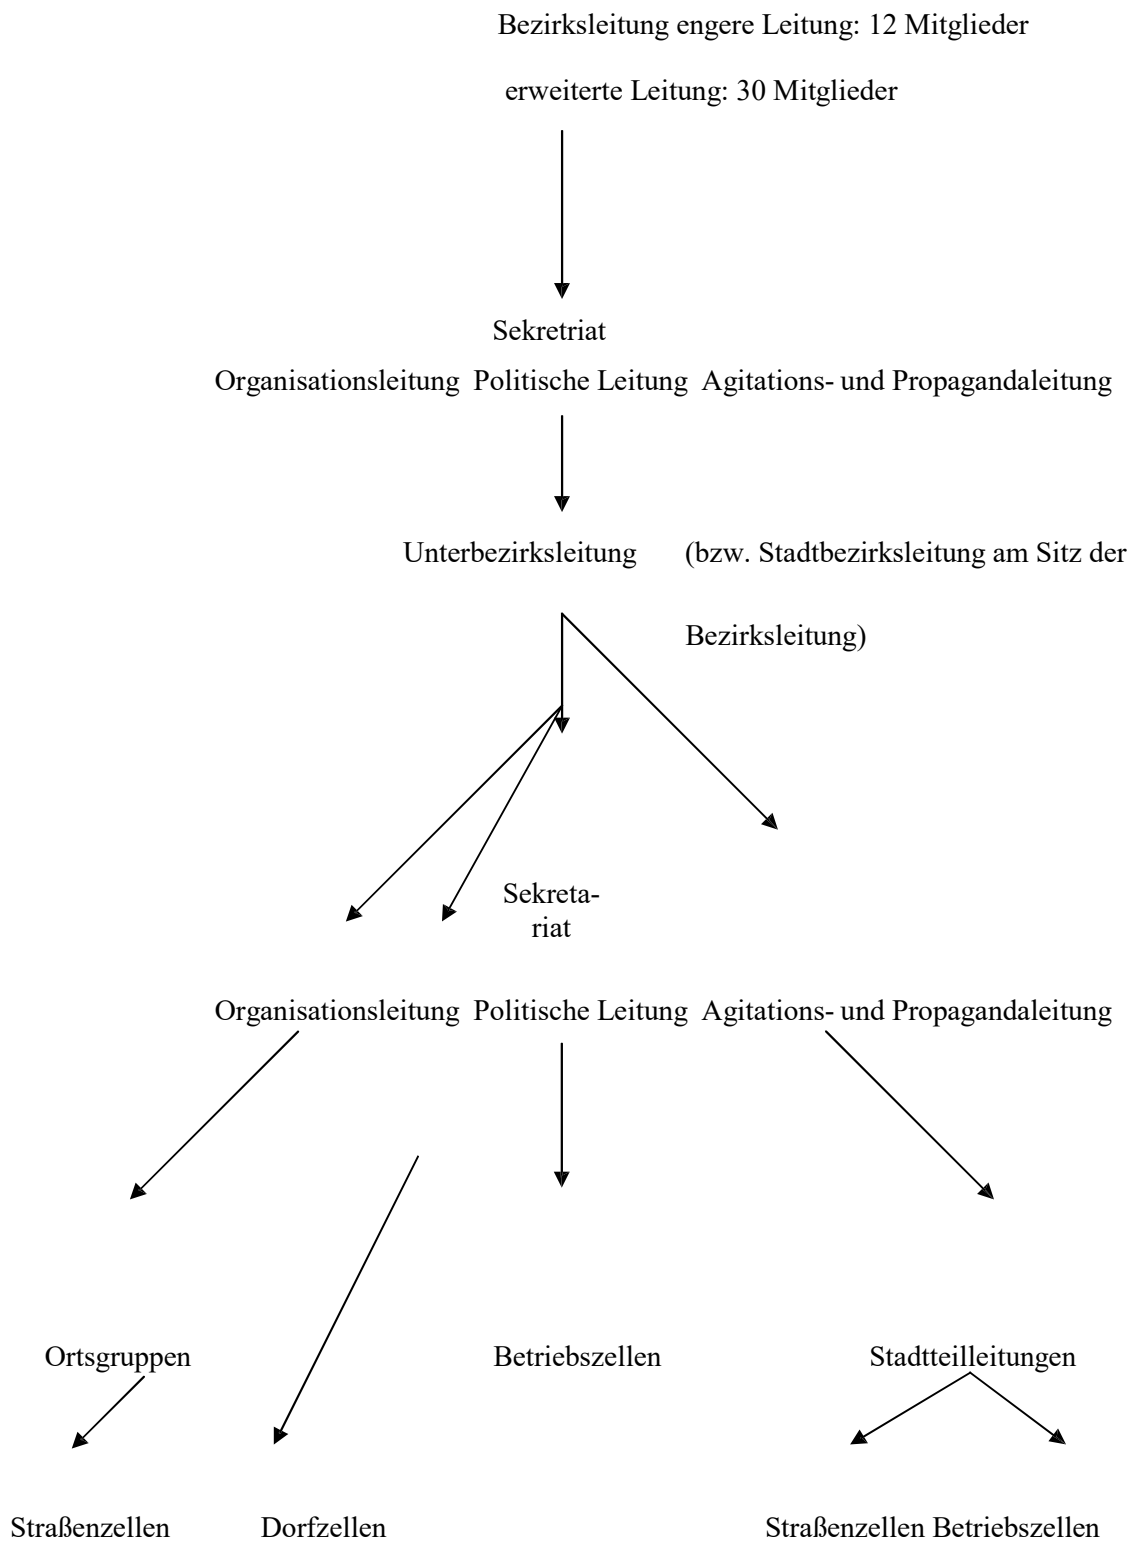 Bezirksleitung engere Leitung: 12 Mitglieder
erweiterte Leitung: 30 Mitglieder
Sekretriat
Organisationsleitung Politische Leitung Agitations- und Propagandaleitung
Unterbezirksleitung (bzw. Stadtbezirksleitung am Sitz der
Bezirksleitung)
Sekreta-
riat
Organisationsleitung Politische Leitung Agitations- und Propagandaleitung
Ortsgruppen Betriebszellen Stadtteilleitungen
Straßenzellen Dorfzellen Straßenzellen Betriebszellen